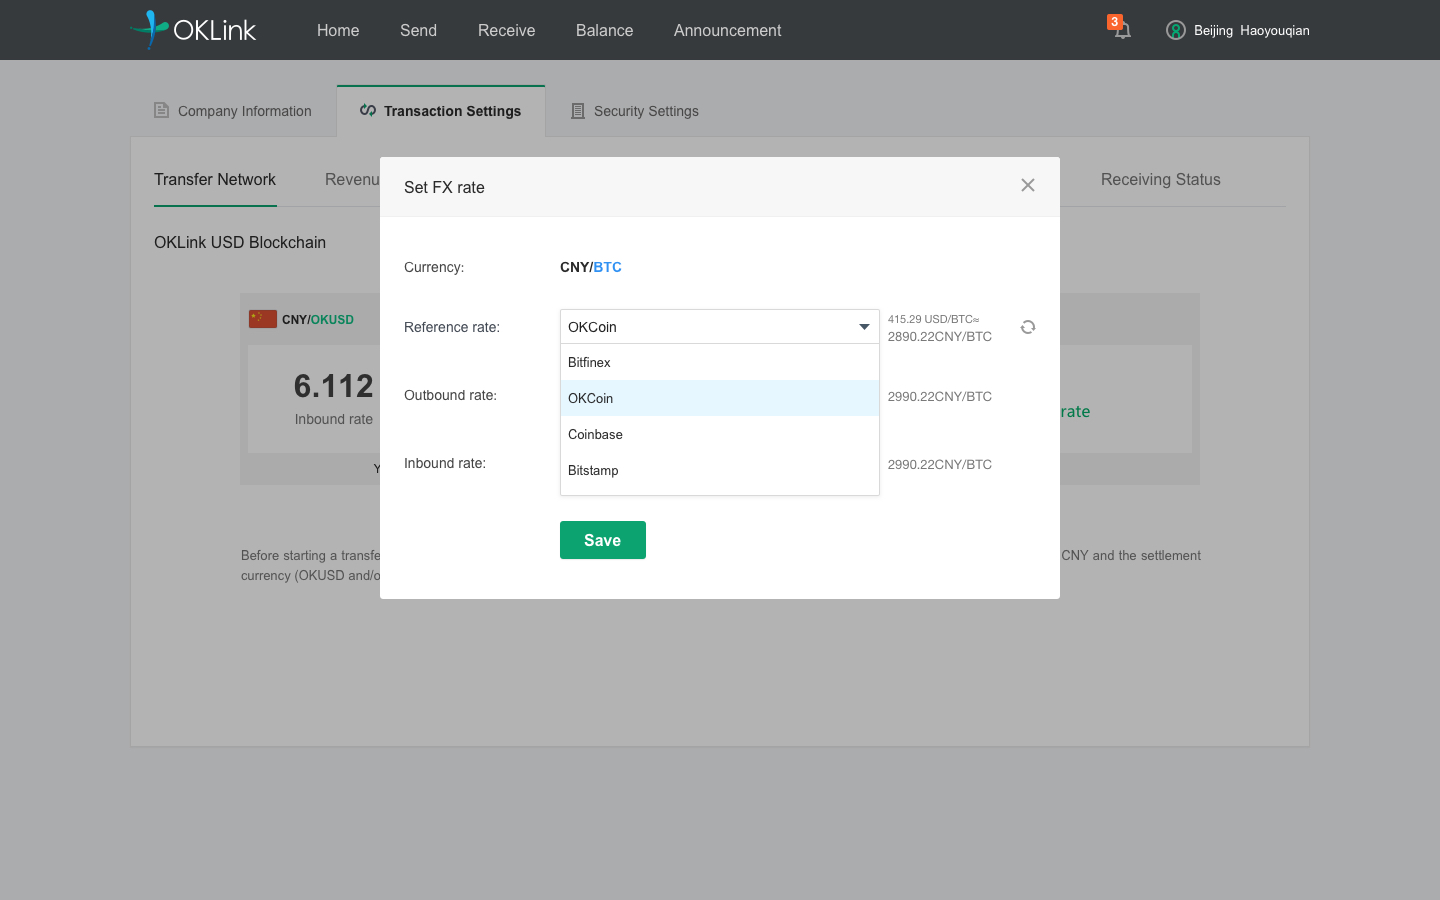 OKLink
Home
Send
Receive
Balance
Announcement
3
Beijing Haoyouqian
Company Information
Transaction Settings
Security Settings
Transfer Network
Revenu
Receiving Status
OKLink USD Blockchain
CNY/OKUSD
6.112
Inbound rate
Y
rate
Before starting a transfe
CNY and the settlement
currency (OKUSD and/o
Set FX rate
Currency:
CNY/BTC
Reference rate:
OKCoin
415.29 USD/BTC≈
2890.22CNY/BTC
Bitfinex
OKCoin
Coinbase
Bitstamp
Outbound rate:
2990.22CNY/BTC
Inbound rate:
2990.22CNY/BTC
Save